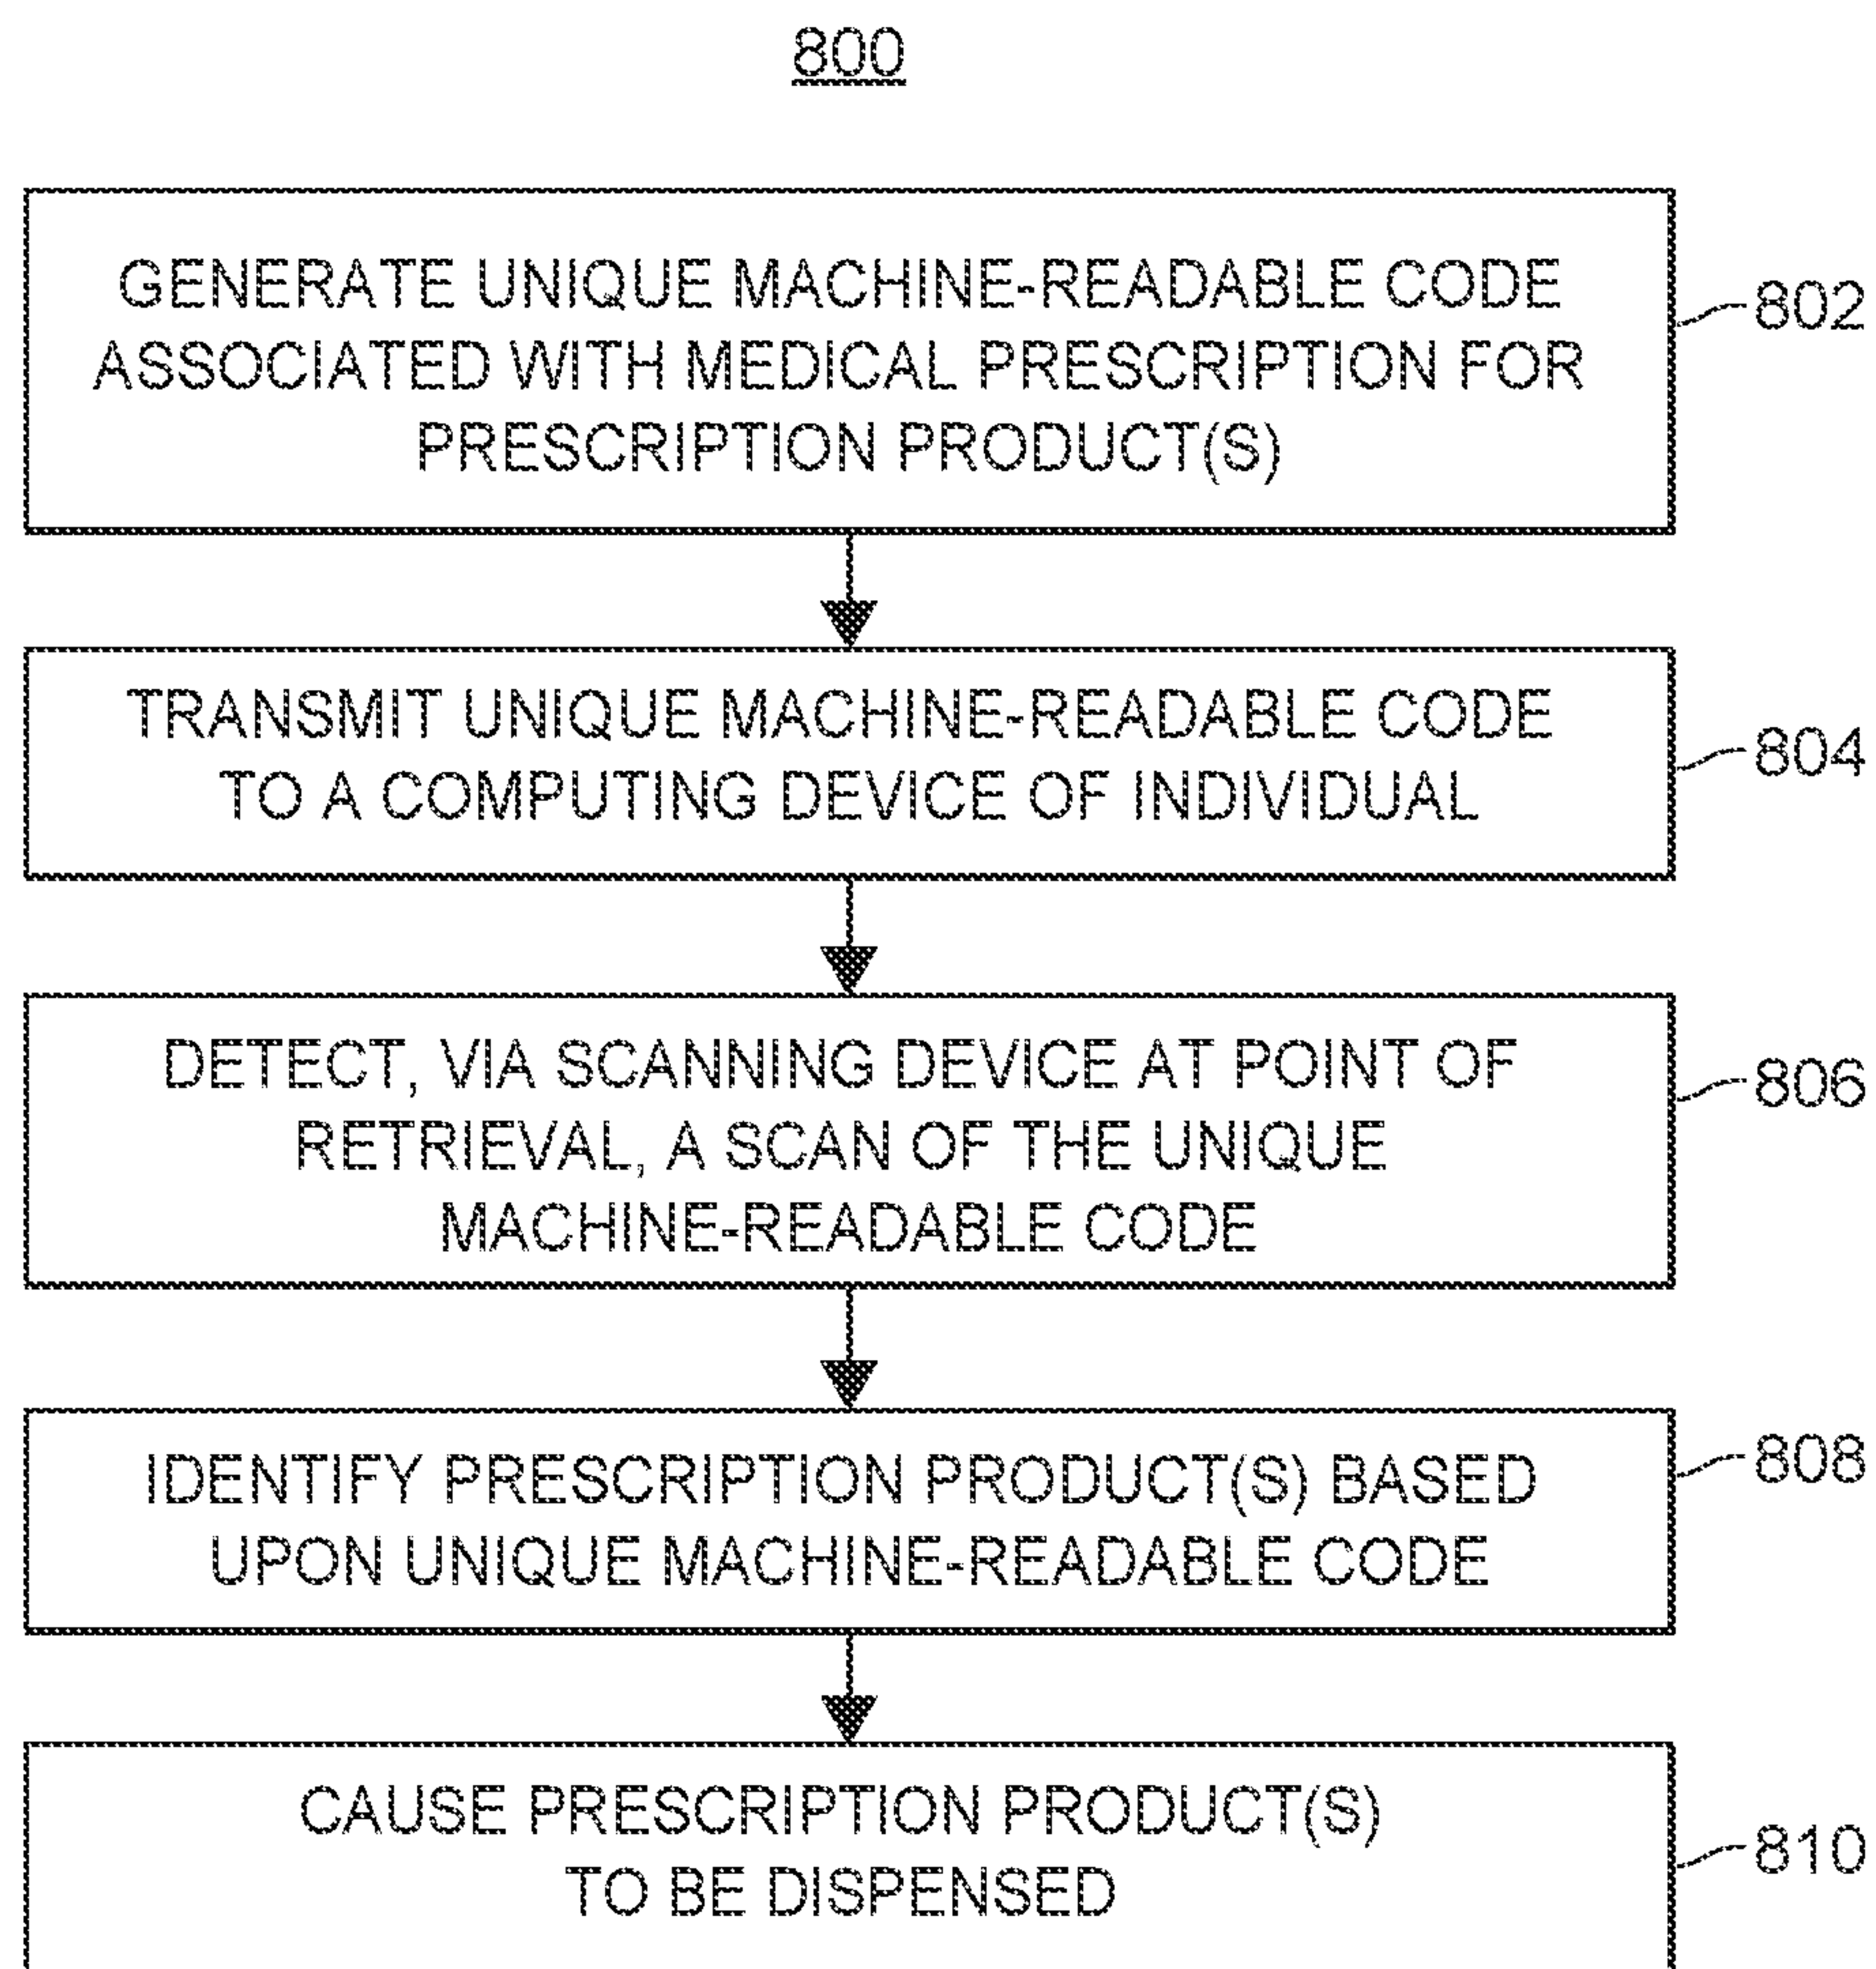 800
GENERATE UNIQUE MACHINE-READABLE CODE
ASSOCIATED WITH MEDICAL PRESCRIPTION FOR
PRESCRIPTION PRODUCT(S)
802
TRANSMIT UNIQUE MACHINE-READABLE CODE
TO A COMPUTING DEVICE OF INDIVIDUAL
804
DETECT, VIA SCANNING DEVICE AT POINT OF
RETRIEVAL, A SCAN OF THE UNIQUE
MACHINE-READABLE CODE
806
IDENTIFY PRESCRIPTION PRODUCT(S) BASED
UPON UNIQUE MACHINE-READABLE CODE
808
CAUSE PRESCRIPTION PRODUCT(S)
TO BE DISPENSED
810